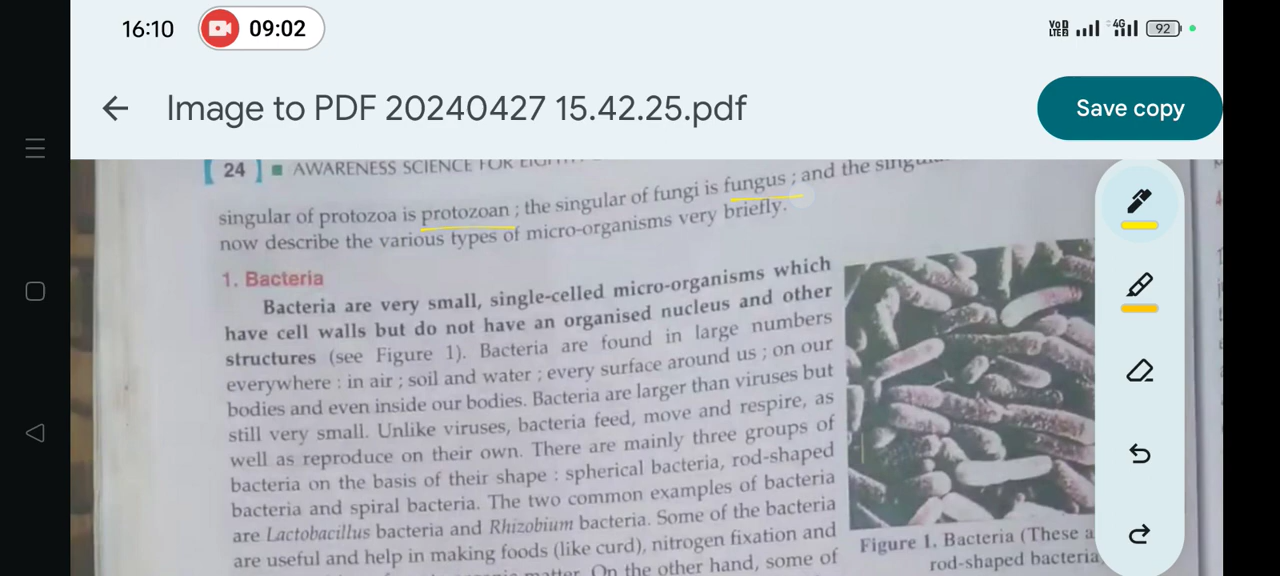 16:10
09:02
VoD LTE 4G 92
Image to PDF 20240427 15.42.25.pdf
Save copy
24 ■ AWARENESS SCIENCE FOR
singular of protozoa is protozoan ; the singular of fungi is fungus ; and the
now describe the various types of micro-organisms very briefly.
1. Bacteria
Bacteria are very small, single-celled micro-organisms which
have cell walls but do not have an organised nucleus and other
structures (see Figure 1). Bacteria are found in large numbers
everywhere : in air ; soil and water ; every surface around us ; on our
bodies and even inside our bodies. Bacteria are larger than viruses but
still very small. Unlike viruses, bacteria feed, move and respire, as
well as reproduce on their own. There are mainly three groups of
bacteria on the basis of their shape : spherical bacteria, rod-shaped
bacteria and spiral bacteria. The two common examples of bacteria
are Lactobacillus bacteria and Rhizobium bacteria. Some of the bacteria
are useful and help in making foods (like curd), nitrogen fixation and
matter. On the other hand, some of
Figure 1. Bacteria (These
rod-shaped bacteria